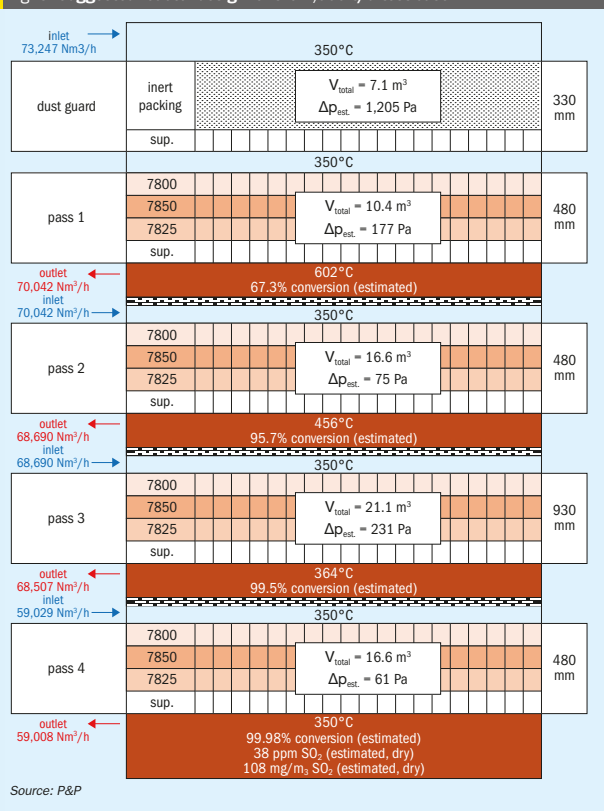 inlet
73,247 Nm3/h
350°C
dust guard
inert
packing
sup.
Vtotal = 7.1 m³
Δpest. = 1,205 Pa
330
mm
350°C
pass 1
7800
7850
7825
sup.
Vtotal = 10.4 m³
Δpest. = 177 Pa
480
mm
outlet
70,042 Nm³/h
602°C
67.3% conversion (estimated)
inlet
70,042 Nm³/h
350°C
pass 2
7800
7850
7825
sup.
Vtotal = 16.6 m³
Δpest. = 75 Pa
480
mm
outlet
68,690 Nm³/h
456°C
95.7% conversion (estimated)
inlet
68,690 Nm³/h
350°C
pass 3
7800
7850
7825
sup.
Vtotal = 21.1 m³
Δpest. = 231 Pa
930
mm
outlet
68,507 Nm³/h
364°C
99.5% conversion (estimated)
inlet
59,029 Nm³/h
350°C
pass 4
7800
7850
7825
sup.
Vtotal = 16.6 m³
Δpest. = 61 Pa
480
mm
outlet
59,008 Nm³/h
350°C
99.98% conversion (estimated)
38 ppm SO₂ (estimated, dry)
108 mg/m₃ SO₂ (estimated, dry)
Source: P&P